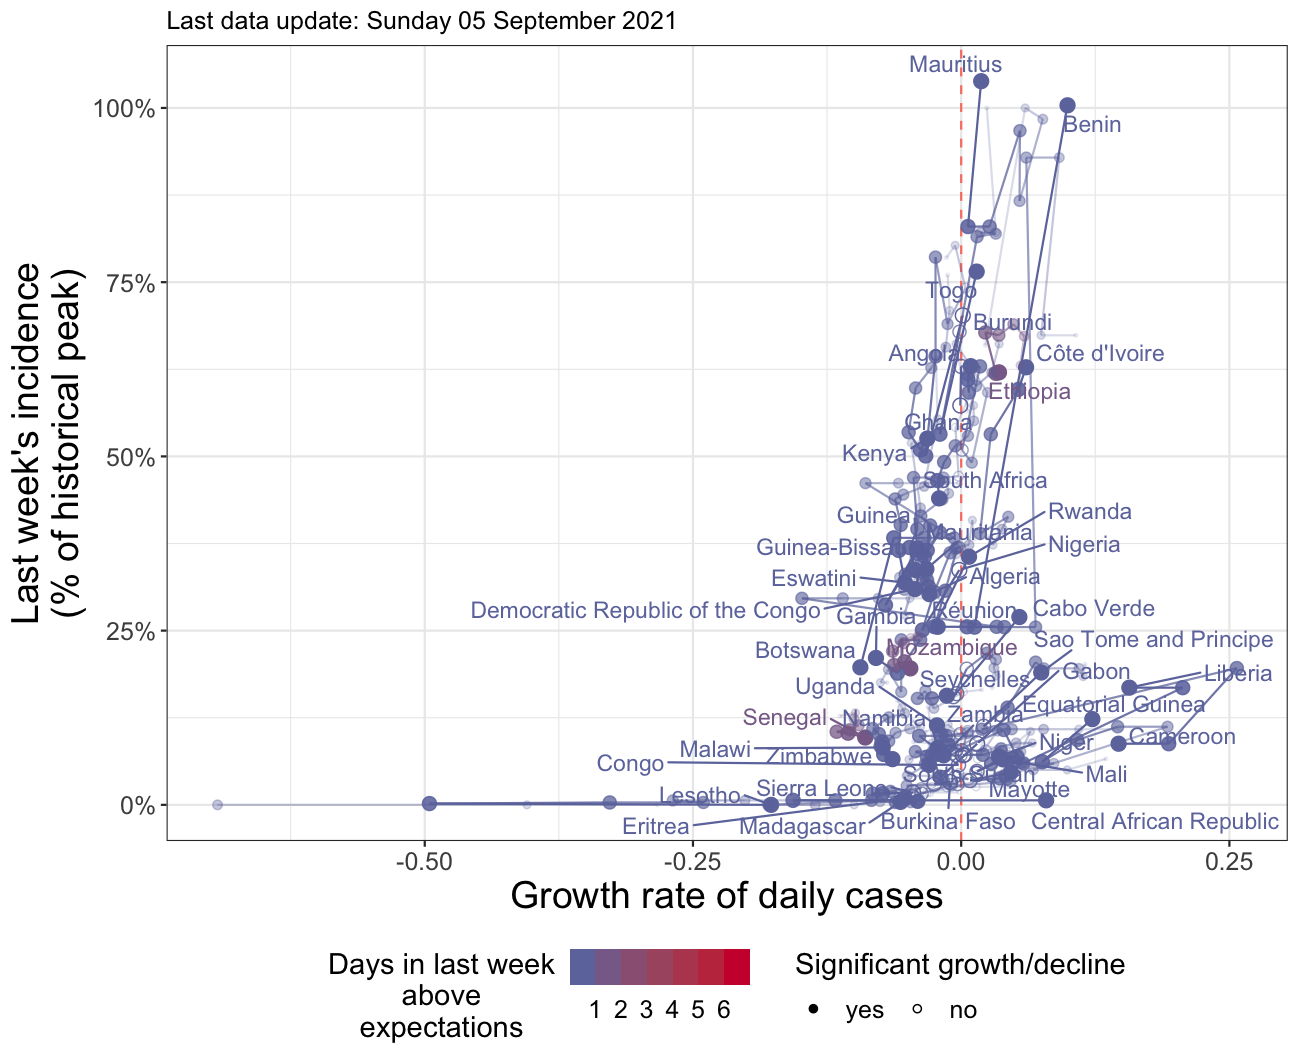 Last data update: Sunday 05 September 2021
Last week's incidence
(% of historical peak)
100%
75%
50%
25%
0%
Mauritius
Benin
Togo
Burundi
Angola
Côte d'Ivoire
Ethiopia
Ghana
Kenya
South Africa
Guinea
Rwanda
Mauritania
Guinea-Bissa
Nigeria
Eswatini
Algeria
Democratic Republic of the Congo
Réunion
Cabo Verde
Gambia
Sao Tome and Principe
Botswana
Mozambique
Gabon
Liberia
Uganda
Seychelles
Equatorial Guinea
Senegal
Namibia
Zambia
Cameroon
Malawi
Zimbabwe
Niger
Congo
South Sudan
Mali
Lesotho
Sierra Leone
Mayotte
Eritrea
Madagascar
Burkina Faso
Central African Republic
-0.50
-0.25
0.00
0.25
Growth rate of daily cases
Days in last week
above
expectations
1 2 3 4 5 6
Significant growth/decline
yes
no